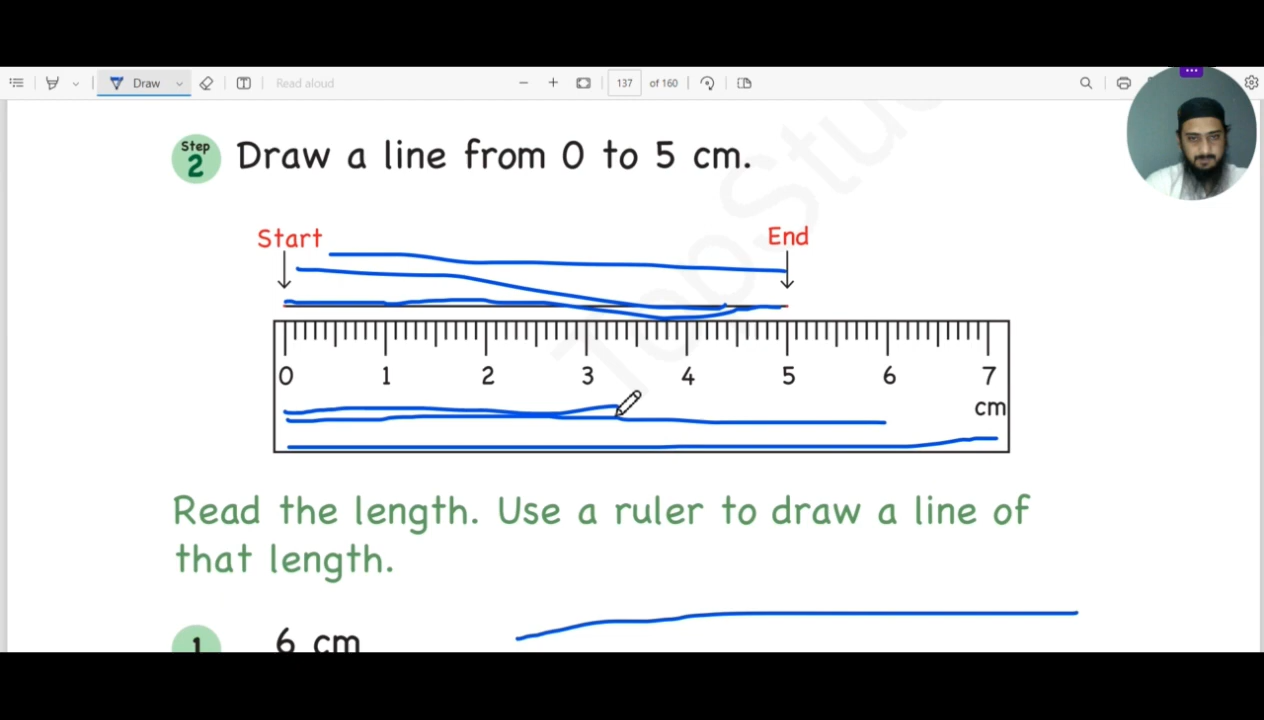 Draw
Read aloud
137
of 160
Step
2
Draw a line from 0 to 5 cm.
Start
End
0 1 2 3 4 5 6 7
cm
Read the length. Use a ruler to draw a line of
that length.
1
6 cm